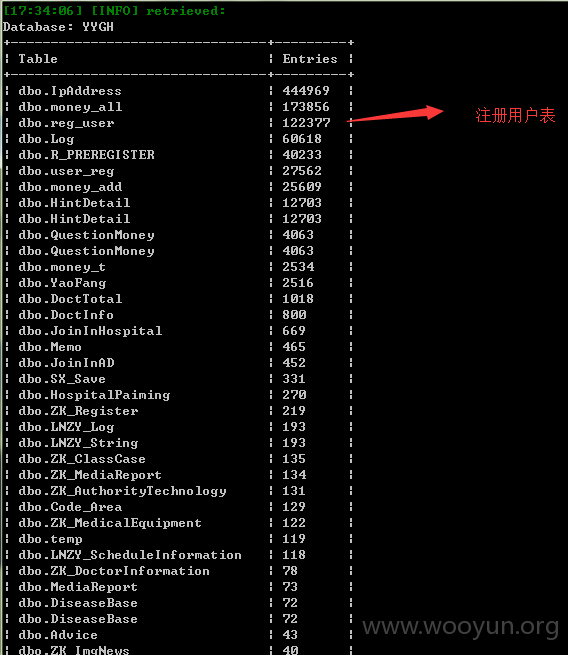 [17:34:06] [INFO] retrieved:
Database: YYGH
Table Entries
dbo.IpAddress 444969
dbo.money_all 173856
dbo.reg_user 122377 注册用户表
dbo.Log 60618
dbo.R_PREREGISTER 40233
dbo.user_reg 27562
dbo.money_add 25609
dbo.HintDetail 12703
dbo.HintDetail 12703
dbo.QuestionMoney 4063
dbo.QuestionMoney 4063
dbo.money_t 2534
dbo.YaoFang 2516
dbo.DoctTotal 1018
dbo.DoctInfo 800
dbo.JoinInHospital 669
dbo.Memo 465
dbo.JoinInAD 452
dbo.SX_Save 331
dbo.HospitalPaiming 270
dbo.ZK_Register 219
dbo.LNZY_Log 193
dbo.LNZY_String 193
dbo.ZK_ClassCase 135
dbo.ZK_MediaReport 134
dbo.ZK_AuthorityTechnology 131
dbo.Code_Area 129
dbo.ZK_MedicalEquipment 122
dbo.temp 119
dbo.LNZY_ScheduleInformation 118
dbo.ZK_DoctorInformation 78
dbo.MediaReport 73
dbo.DiseaseBase 72
dbo.DiseaseBase 72
dbo.Advice 43
dbo.ZK_ImgNews 40
www.wooyun.org